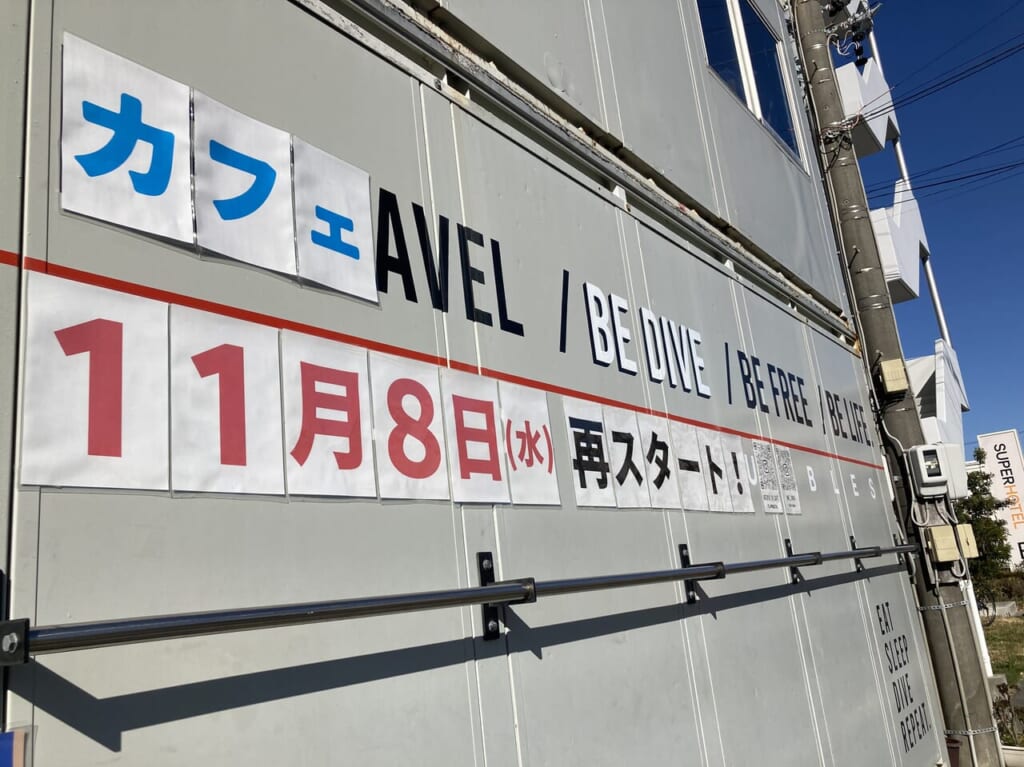 カフェ AVEL / BE DIVE / BE FREE / BE LIFE.
11月8日(水) 再スタート! U B L E S
EAT
SLEEP
DIVE
REPEAT.
SUPER HOTEL